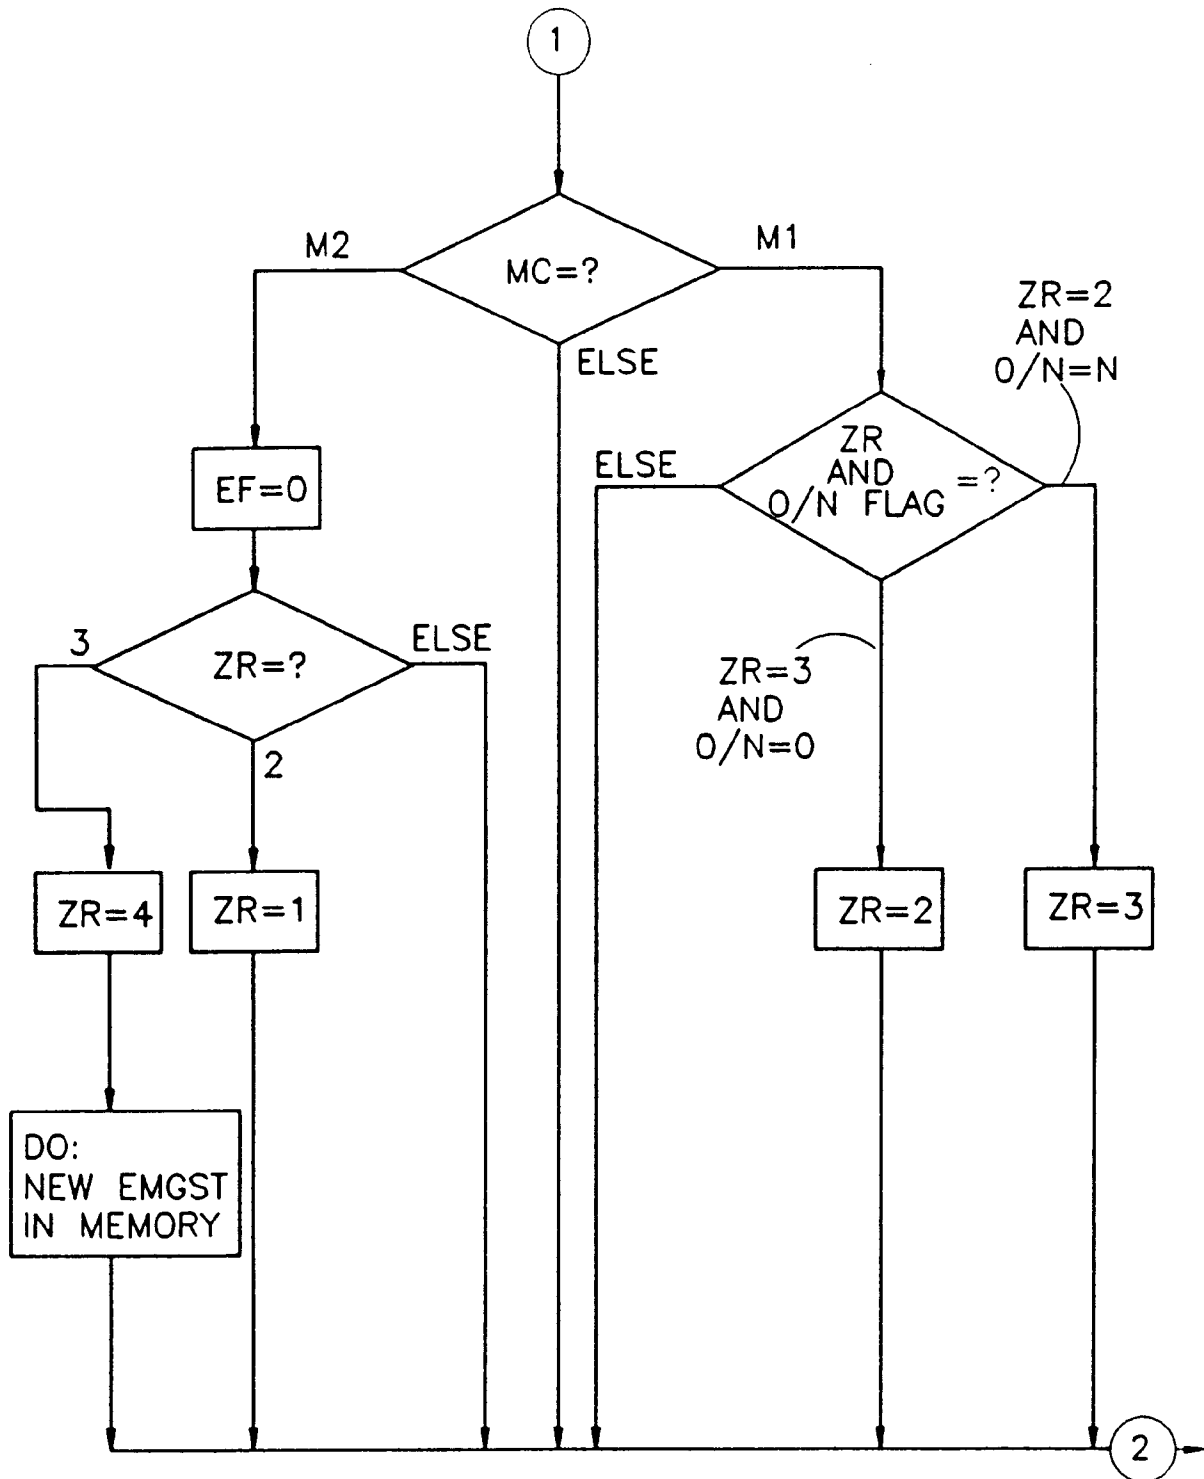 1
M2
MC=?
M1
ELSE
ZR=2
AND
O/N=N
EF=0
ELSE
ZR
AND
O/N FLAG
=?
3
ZR=?
ELSE
2
ZR=3
AND
O/N=O
ZR=4
ZR=1
ZR=2
ZR=3
DO:
NEW EMGST
IN MEMORY
2